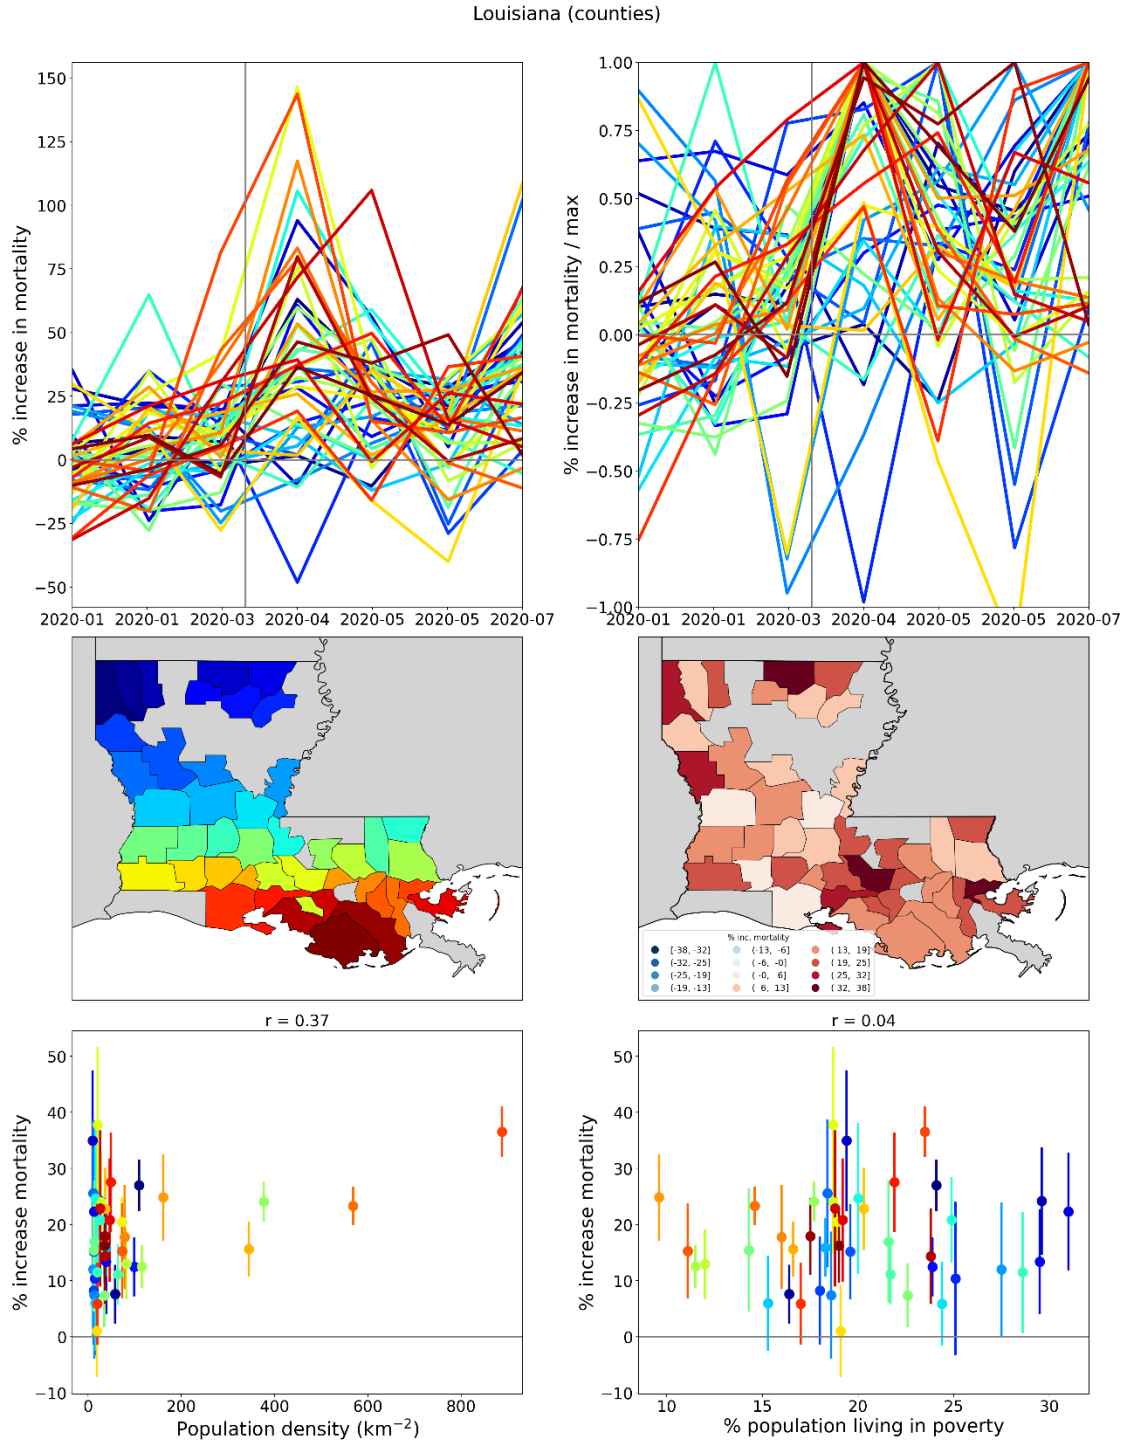 Louisiana (counties)
% increase in mortality
150
125
100
75
50
25
0
−25
−50
2020-01 2020-01 2020-03 2020-04 2020-05 2020-05 2020-07
% increase in mortality / max
1.00
0.75
0.50
0.25
0.00
−0.25
−0.50
−0.75
−1.00
2020-01 2020-01 2020-03 2020-04 2020-05 2020-05 2020-07
% inc. mortality
[-38, -32] (-13, -6] ( 13, 19]
(-32, -25] ( -6, -0] ( 19, 25]
(-25, -19] ( -0, 6] ( 25, 32]
(-19, -13] ( 6, 13] ( 32, 38]
r = 0.37
% increase mortality
50
40
30
20
10
0
−10
0 200 400 600 800
Population density (km⁻²)
r = 0.04
% increase mortality
50
40
30
20
10
0
−10
10 15 20 25 30
% population living in poverty